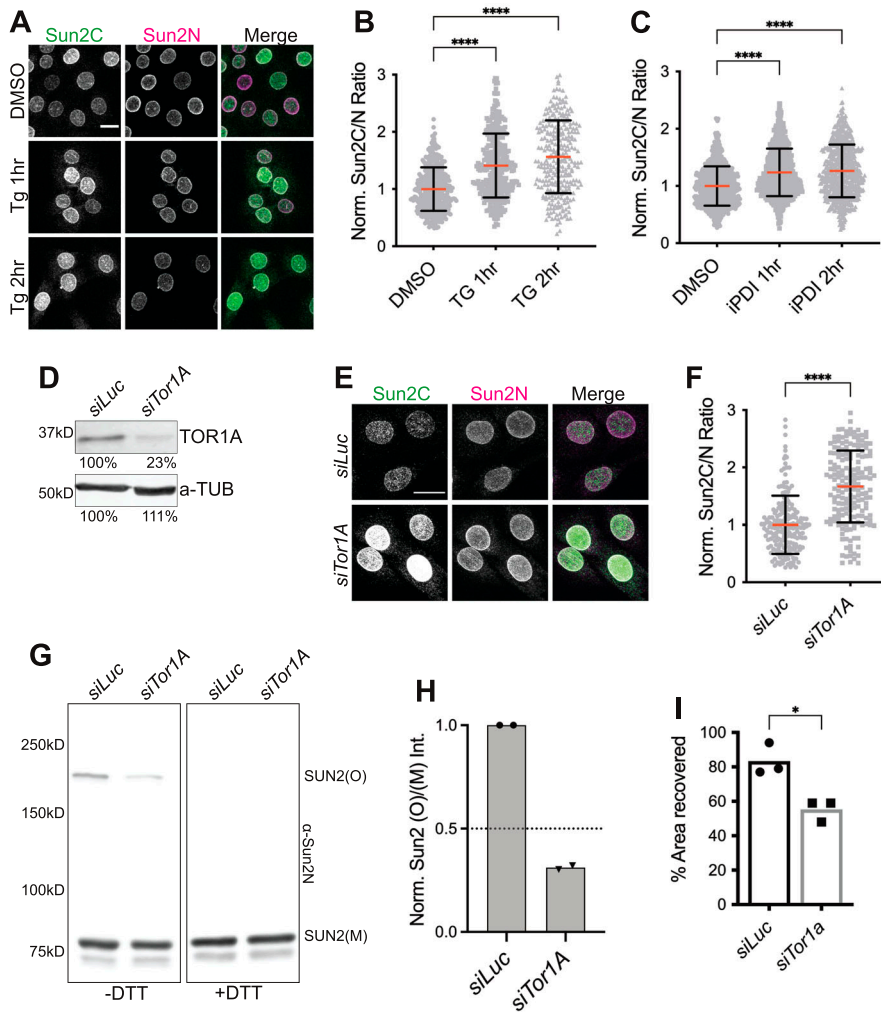 A
Sun2C Sun2N Merge
DMSO
Tg 1hr
Tg 2hr
B
Norm. Sun2C/N Ratio
3
2
1
0
****
****
DMSO
TG 1hr
TG 2hr
C
Norm. Sun2C/N Ratio
4
3
2
1
0
****
****
DMSO
iPDI 1hr
iPDI 2hr
D
siLuc siTor1A
37kD
TOR1A
100% 23%
50kD
a-TUB
100% 111%
E
Sun2C Sun2N Merge
siLuc
siTor1A
F
Norm. Sun2C/N Ratio
3
2
1
0
****
siLuc
siTor1A
G
siLuc siTor1A siLuc siTor1A
250kD
150kD
100kD
75kD
SUN2(O)
α-Sun2N
SUN2(M)
-DTT +DTT
H
Norm. Sun2 (O)/(M) Int.
1.0
0.5
0.0
siLuc
siTor1A
I
% Area recovered
100
80
60
40
20
0
*
siLuc
siTor1a